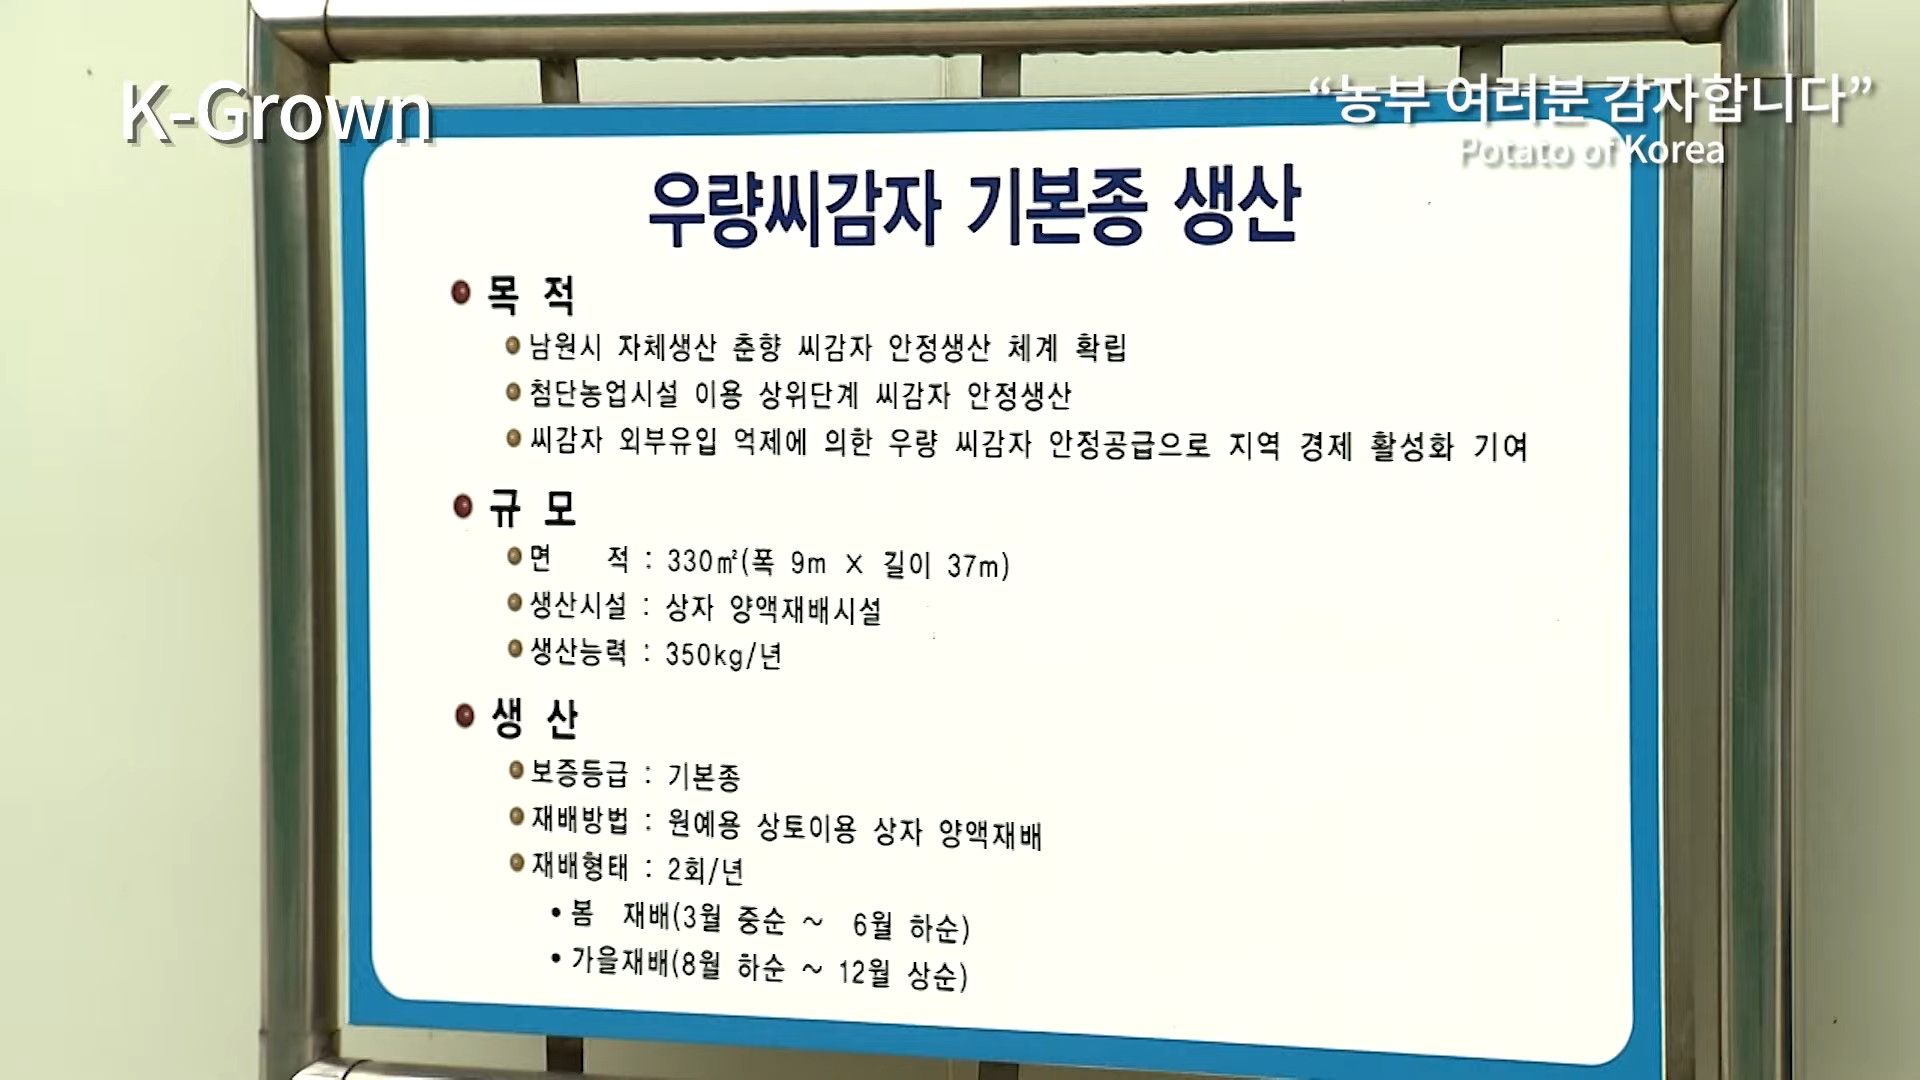 K-Grown
“농부 여러분 감자합니다”
Potato of Korea
우량씨감자 기본종 생산
목 적
남원시 자체생산 춘향 씨감자 안정생산 체계 확립
첨단농업시설 이용 상위단계 씨감자 안정생산
씨감자 외부유입 억제에 의한 우량 씨감자 안정공급으로 지역 경제 활성화 기여
규 모
면 적 : 330㎡(폭 9m × 길이 37m)
생산시설 : 상자 양액재배시설
생산능력 : 350kg/년
생 산
보증등급 : 기본종
재배방법 : 원예용 상토이용 상자 양액재배
재배형태 : 2회/년
• 봄 재배(3월 중순 ~ 6월 하순)
• 가을재배(8월 하순 ~ 12월 상순)